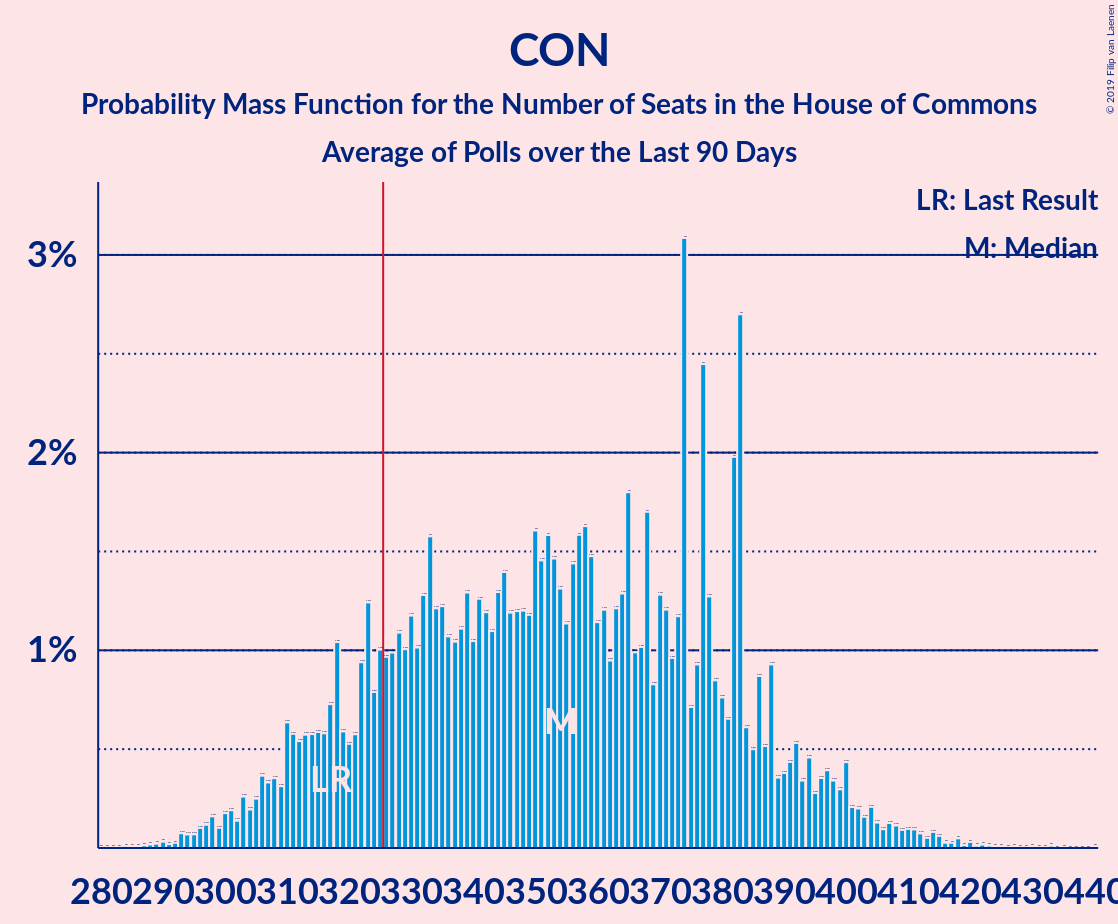 CON
Probability Mass Function for the Number of Seats in the House of Commons
Average of Polls over the Last 90 Days
© 2019 Filip van Laenen
LR: Last Result
M: Median
3%
2%
1%
M
LR
280 290 300 310 320 330 340 350 360 370 380 390 400 410 420 430 440